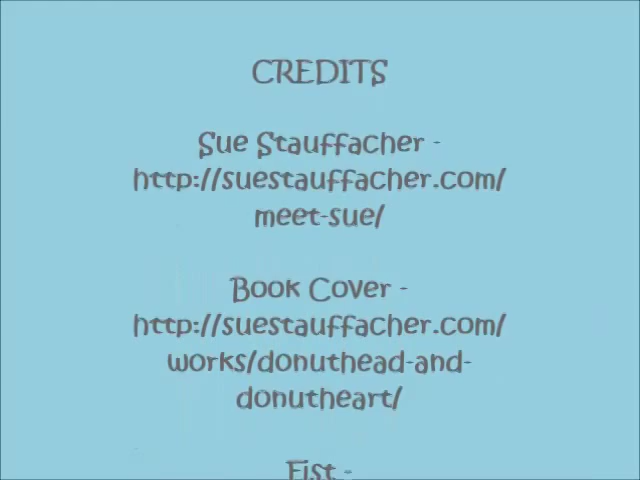 CREDITS
Sue Stauffacher -
http://suestauffacher.com/
meet-sue/
Book Cover -
http://suestauffacher.com/
works/donuthead-and-
donutheart/
Fist -